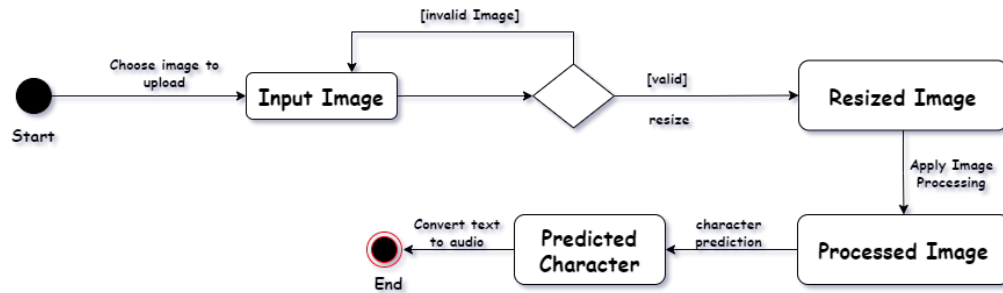 [invalid Image]
Choose image to
upload
Start
Input Image
[valid]
resize
Resized Image
Apply Image
Processing
Processed Image
character
prediction
Predicted
Character
Convert text
to audio
End